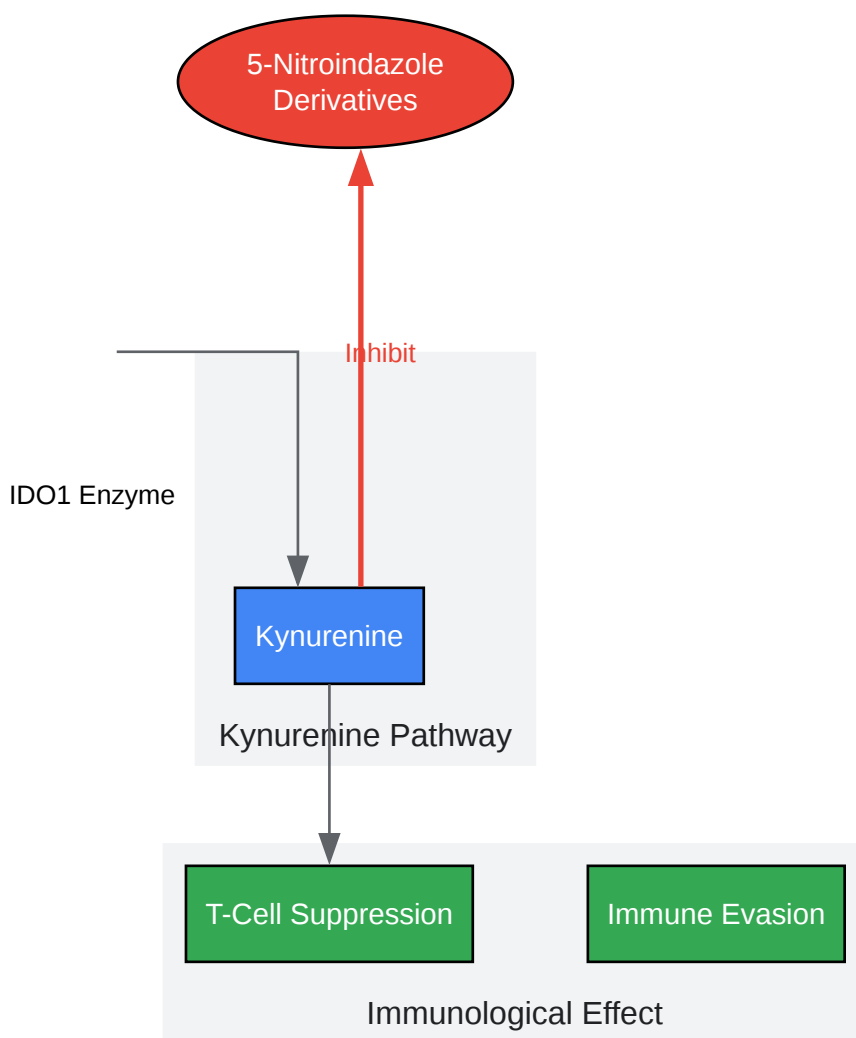 5-Nitroindazole
Derivatives
Inhibit
IDO1 Enzyme
Kynurenine
Kynurenine Pathway
T-Cell Suppression
Immune Evasion
Immunological Effect